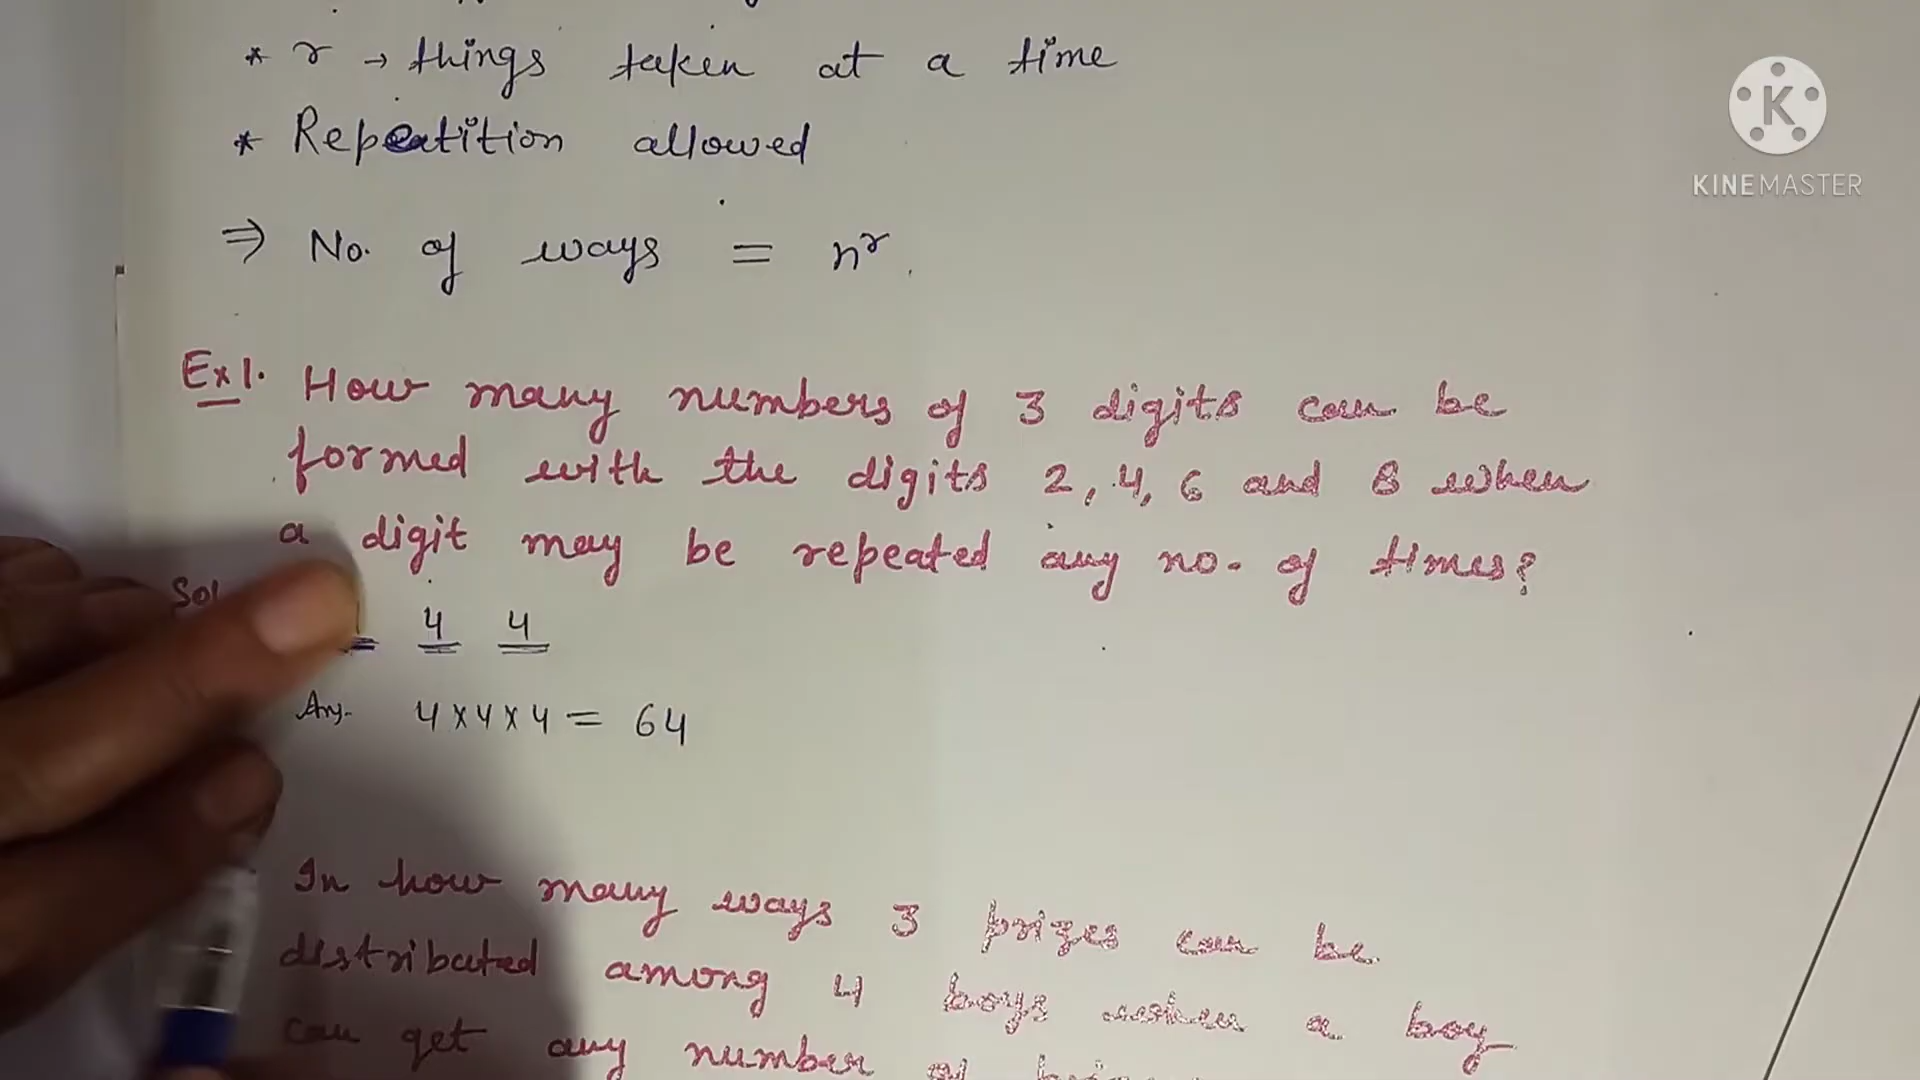 * r → things taken at a time
* Repeatition allowed
⇒ No. of ways = n^r.
KINEMASTER
Ex1. How many numbers of 3 digits can be
formed with the digits 2, 4, 6 and 8 when
a digit may be repeated any no. of times?
Sol
4 4
Ans. 4 x 4 x 4 = 64
In how many ways 3 prizes can be
distributed among 4 boys when a boy
can get any number of